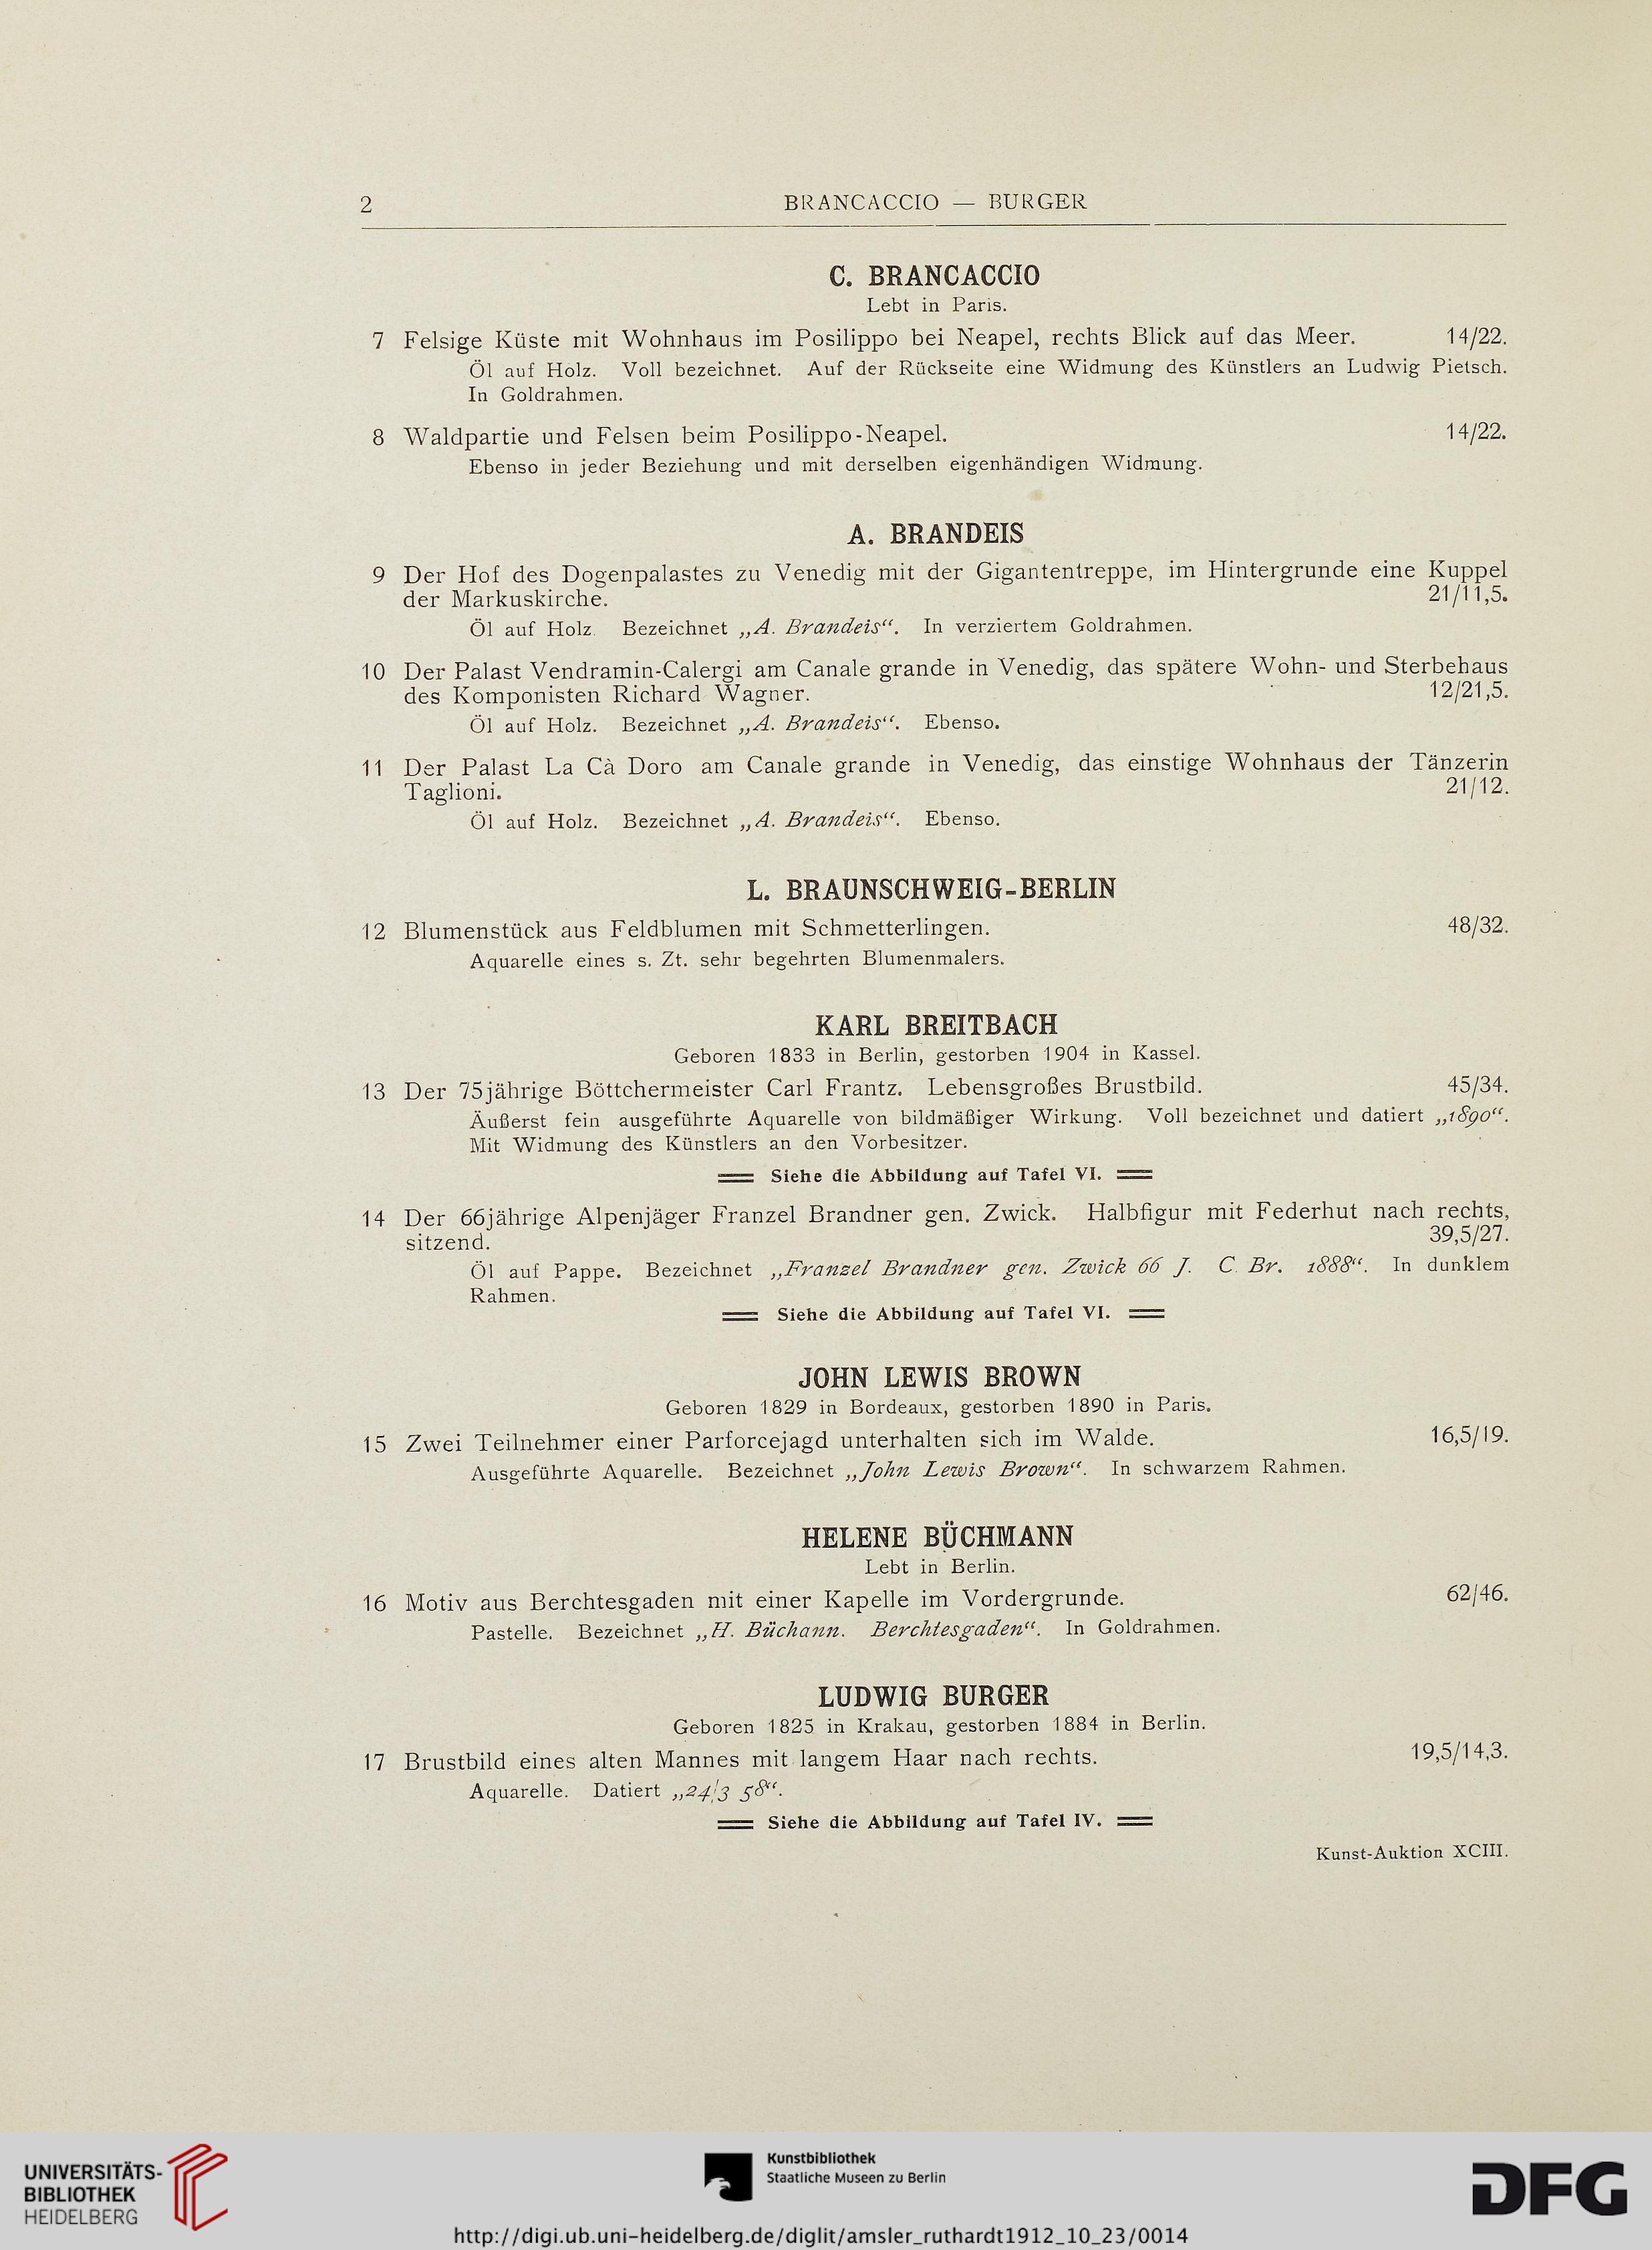 2
BRANCACCIO — BURGER
C. BRANCACCIO
Lebt in Paris.
7 Felsige Küste mit Wohnhaus im Posilippo bei Neapel, rechts Blick auf das Meer. 14/22.
Öl auf Holz. Voll bezeichnet. Auf der Rückseite eine Widmung des Künstlers an Ludwig Pietsch.
In Goldrahmen.
8 Waldpartie und Felsen beim Posilippo-Neapel. 14/22.
Ebenso in jeder Beziehung und mit derselben eigenhändigen Widmung.
A. BRANDEIS
9 Der Hof des Dogenpalastes zu Venedig mit der Gigantentreppe, im Hintergrunde eine Kuppel
der Markuskirche. 21/11,5.
Öl auf Holz. Bezeichnet „A. Brandeis“. In verziertem Goldrahmen.
10 Der Palast Vendramin-Calergi am Canale grande in Venedig, das spätere Wohn- und Sterbehaus
des Komponisten Richard Wagner. 12/21,5.
Öl auf Holz. Bezeichnet „A. Brandeis“. Ebenso.
11 Der Palast La Cà Doro am Canale grande in Venedig, das einstige Wohnhaus der Tänzerin
Taglioni. 21/12.
Öl auf Holz. Bezeichnet „A. Brandeis“. Ebenso.
L. BRAUNSCHWEIG-BERLIN
12 Blumenstück aus Feldblumen mit Schmetterlingen. 48/32.
Aquarelle eines s. Zt. sehr begehrten Blumenmalers.
KARL BREITBACH
Geboren 1833 in Berlin, gestorben 1904 in Kassel.
13 Der 75jährige Böttchermeister Carl Frantz. Lebensgroßes Brustbild. 45/34.
Äußerst fein ausgeführte Aquarelle von bildmäßiger Wirkung. Voll bezeichnet und datiert „1890“.
Mit Widmung des Künstlers an den Vorbesitzer.
Siehe die Abbildung auf Tafel VI.
14 Der 66jährige Alpenjäger Franzel Brandner gen. Zwick. Halbfigur mit Federhut nach rechts,
sitzend. 39,5/27.
Öl auf Pappe. Bezeichnet „Franzel Brandner gen. Zwick 66 J. C. Br. 1888“. In dunklem
Rahmen.
Siehe die Abbildung auf Tafel VI.
JOHN LEWIS BROWN
Geboren 1829 in Bordeaux, gestorben 1890 in Paris.
15 Zwei Teilnehmer einer Parforcejagd unterhalten sich im Walde. 16,5/19.
Ausgeführte Aquarelle. Bezeichnet „John Lewis Brown“. In schwarzem Rahmen.
HELENE BÜCHMANN
Lebt in Berlin.
16 Motiv aus Berchtesgaden mit einer Kapelle im Vordergrunde. 62/46.
Pastelle. Bezeichnet „H. Büchann. Berchtesgaden“. In Goldrahmen.
LUDWIG BURGER
Geboren 1825 in Krakau, gestorben 1884 in Berlin.
17 Brustbild eines alten Mannes mit langem Haar nach rechts. 19,5/14,3.
Aquarelle. Datiert „24/3 58“.
Siehe die Abbildung auf Tafel IV.
Kunst-Auktion XCIII.
UNIVERSITÄTS-
BIBLIOTHEK
HEIDELBERG
Kunstbibliothek
Staatliche Museen zu Berlin
DFG
http://digi.ub.uni-heidelberg.de/diglit/amsler_ruthardt1912_10_23/0014